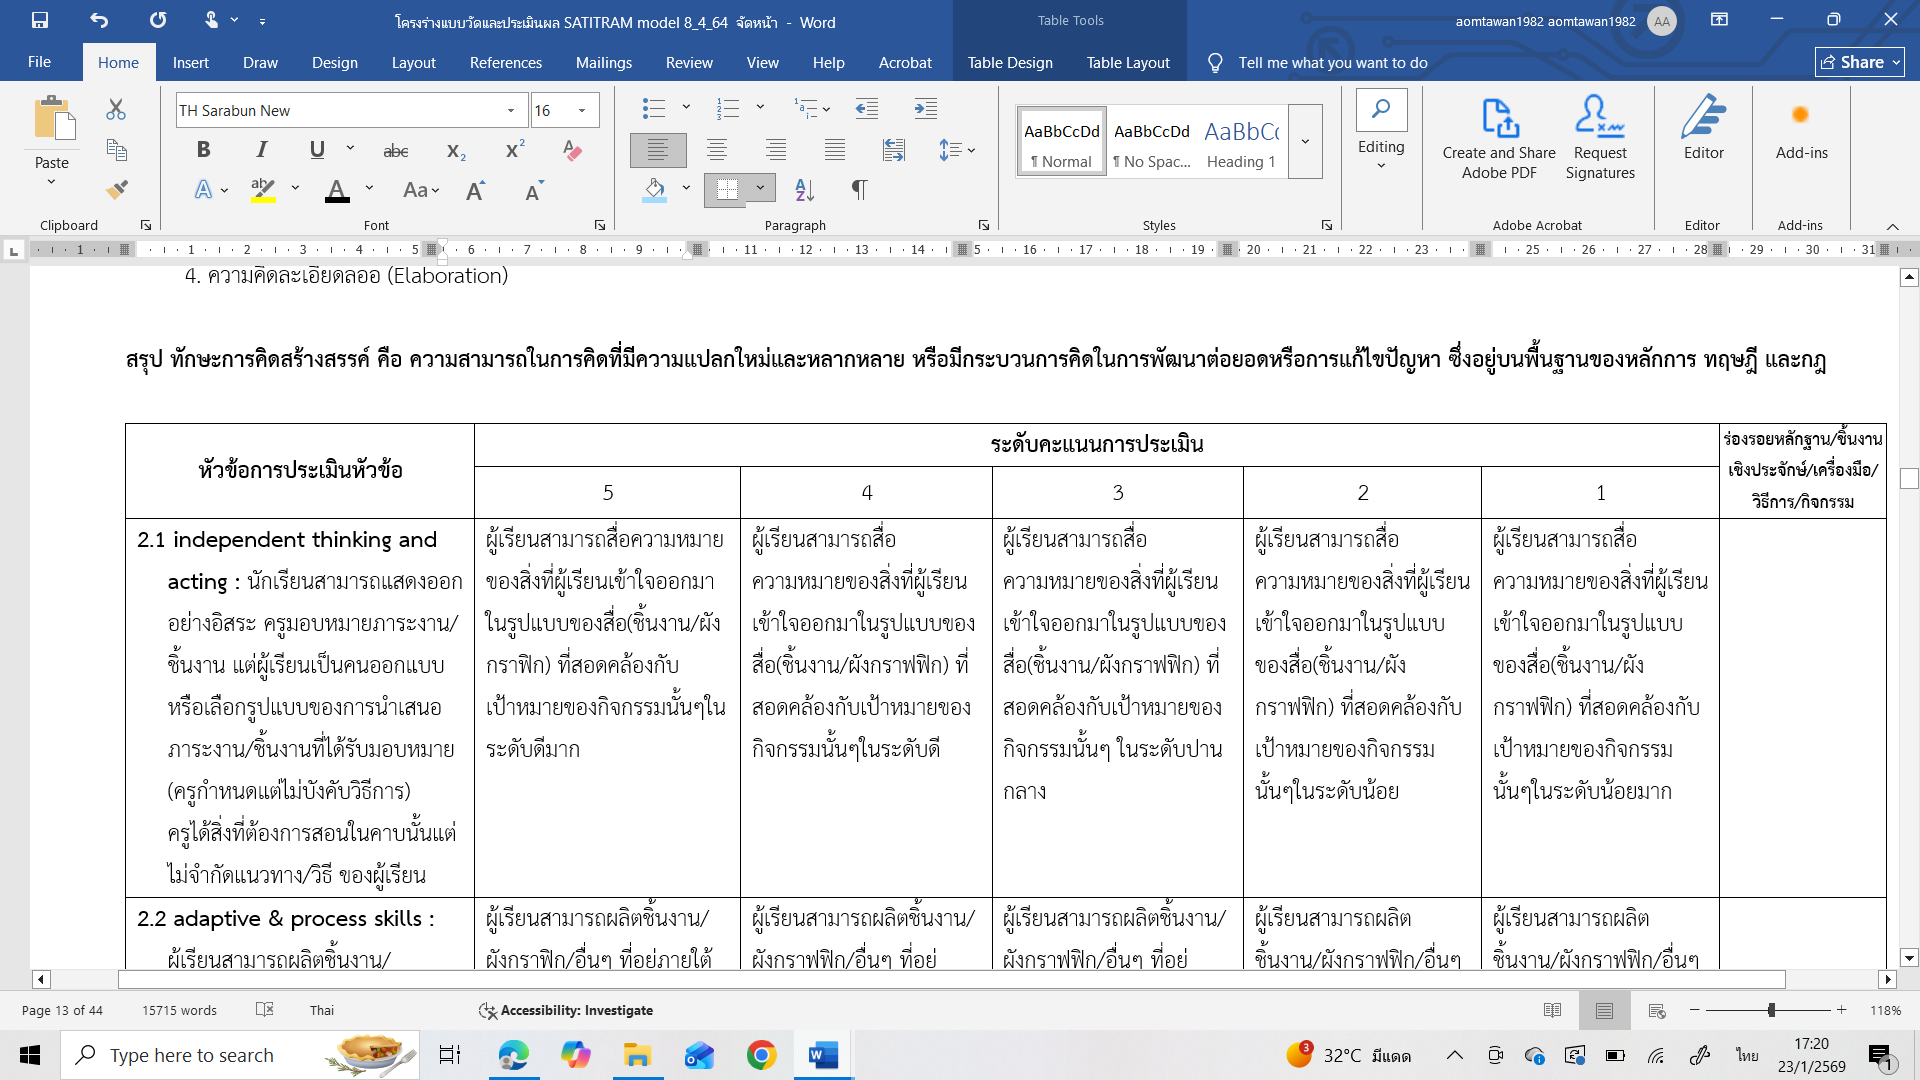 โครงร่างแบบวัดและประเมินผล SATITRAM model 8_4_64 จัดหน้า - Word
Table Tools
aomtawan1982 aomtawan1982
AA
File
Home
Insert
Draw
Design
Layout
References
Mailings
Review
View
Help
Acrobat
Table Design
Table Layout
Tell me what you want to do
Share
Paste
Clipboard
TH Sarabun New
16
Font
Paragraph
AaBbCcDd
¶ Normal
AaBbCcDd
¶ No Spac...
AaBbCc
Heading 1
Styles
Editing
Create and Share
Adobe PDF
Request
Signatures
Adobe Acrobat
Editor
Editor
Add-ins
Add-ins
4. ความคิดละเอียดลออ (Elaboration)
สรุป ทักษะการคิดสร้างสรรค์ คือ ความสามารถในการคิดที่มีความแปลกใหม่และหลากหลาย หรือมีกระบวนการคิดในการพัฒนาต่อยอดหรือการแก้ไขปัญหา ซึ่งอยู่บนพื้นฐานของหลักการ ทฤษฎี และกฎ
หัวข้อการประเมินหัวข้อ
ระดับคะแนนการประเมิน
5
4
3
2
1
ร่องรอยหลักฐาน/ชิ้นงาน
เชิงประจักษ์/เครื่องมือ/
วิธีการ/กิจกรรม
2.1 independent thinking and
acting : นักเรียนสามารถแสดงออก
อย่างอิสระ ครูมอบหมายภาระงาน/
ชิ้นงาน แต่ผู้เรียนเป็นคนออกแบบ
หรือเลือกรูปแบบของการนำเสนอ
ภาระงาน/ชิ้นงานที่ได้รับมอบหมาย
(ครูกำหนดแต่ไม่บังคับวิธีการ)
ครูได้สิ่งที่ต้องการสอนในคาบนั้นแต่
ไม่จำกัดแนวทาง/วิธี ของผู้เรียน
ผู้เรียนสามารถสื่อความหมาย
ของสิ่งที่ผู้เรียนเข้าใจออกมา
ในรูปแบบของสื่อ(ชิ้นงาน/ผัง
กราฟิก) ที่สอดคล้องกับ
เป้าหมายของกิจกรรมนั้นๆใน
ระดับดีมาก
ผู้เรียนสามารถสื่อ
ความหมายของสิ่งที่ผู้เรียน
เข้าใจออกมาในรูปแบบของ
สื่อ(ชิ้นงาน/ผังกราฟฟิก) ที่
สอดคล้องกับเป้าหมายของ
กิจกรรมนั้นๆในระดับดี
ผู้เรียนสามารถสื่อ
ความหมายของสิ่งที่ผู้เรียน
เข้าใจออกมาในรูปแบบของ
สื่อ(ชิ้นงาน/ผังกราฟฟิก) ที่
สอดคล้องกับเป้าหมายของ
กิจกรรมนั้นๆ ในระดับปาน
กลาง
ผู้เรียนสามารถสื่อ
ความหมายของสิ่งที่ผู้เรียน
เข้าใจออกมาในรูปแบบ
ของสื่อ(ชิ้นงาน/ผัง
กราฟฟิก) ที่สอดคล้องกับ
เป้าหมายของกิจกรรม
นั้นๆในระดับน้อย
ผู้เรียนสามารถสื่อ
ความหมายของสิ่งที่ผู้เรียน
เข้าใจออกมาในรูปแบบ
ของสื่อ(ชิ้นงาน/ผัง
กราฟฟิก) ที่สอดคล้องกับ
เป้าหมายของกิจกรรม
นั้นๆในระดับน้อยมาก
2.2 adaptive & process skills :
ผู้เรียนสามารถผลิตชิ้นงาน/
ผู้เรียนสามารถผลิตชิ้นงาน/
ผังกราฟิก/อื่นๆ ที่อยู่ภายใต้
ผู้เรียนสามารถผลิตชิ้นงาน/
ผังกราฟฟิก/อื่นๆ ที่อยู่
ผู้เรียนสามารถผลิตชิ้นงาน/
ผังกราฟฟิก/อื่นๆ ที่อยู่
ผู้เรียนสามารถผลิต
ชิ้นงาน/ผังกราฟฟิก/อื่นๆ
ผู้เรียนสามารถผลิต
ชิ้นงาน/ผังกราฟฟิก/อื่นๆ
Page 13 of 44
15715 words
Thai
Accessibility: Investigate
118%
Type here to search
3
32°C มีแดด
ไทย
17:20
23/1/2569
1